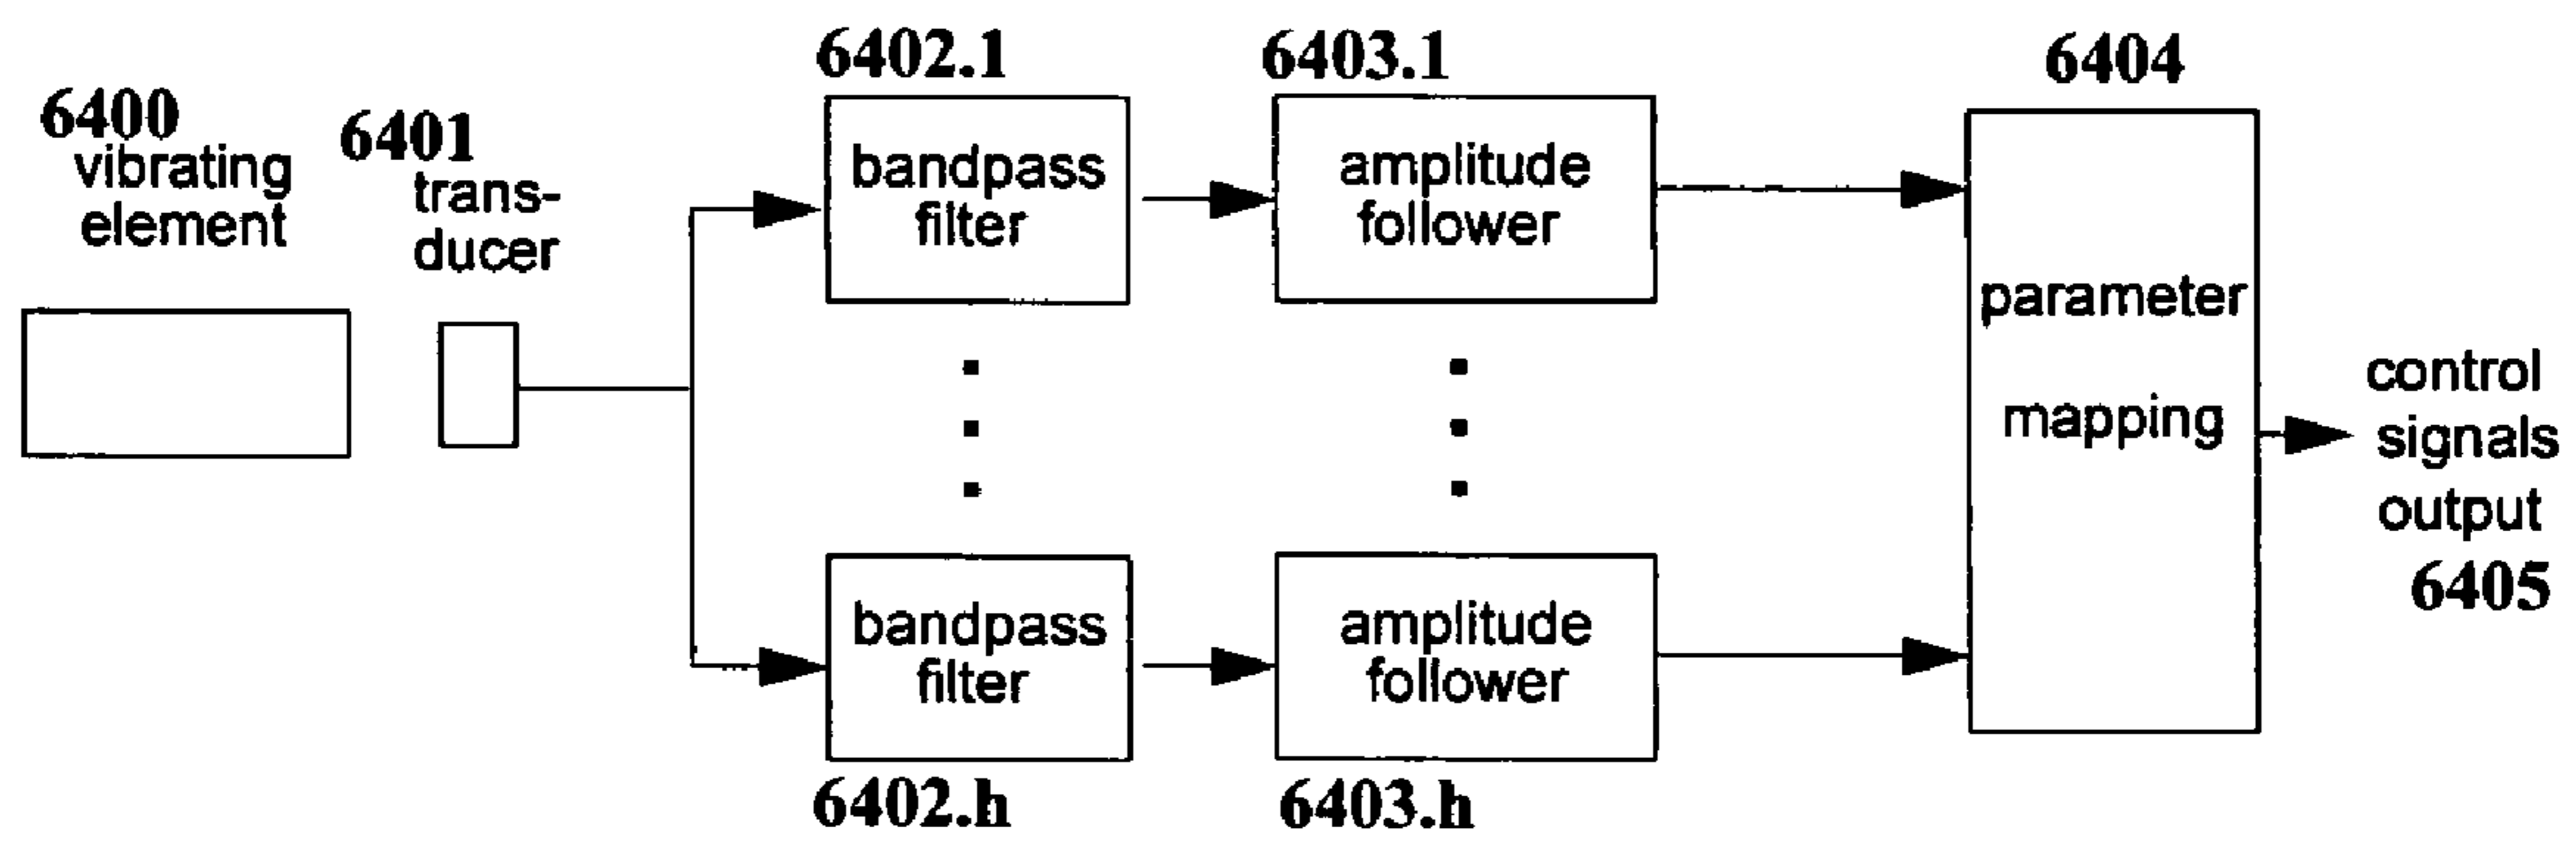 6400
vibrating
element
6401
trans-
ducer
6402.1
bandpass
filter
6403.1
amplitude
follower
6404
parameter
mapping
control
signals
output
6405
bandpass
filter
6402.h
amplitude
follower
6403.h